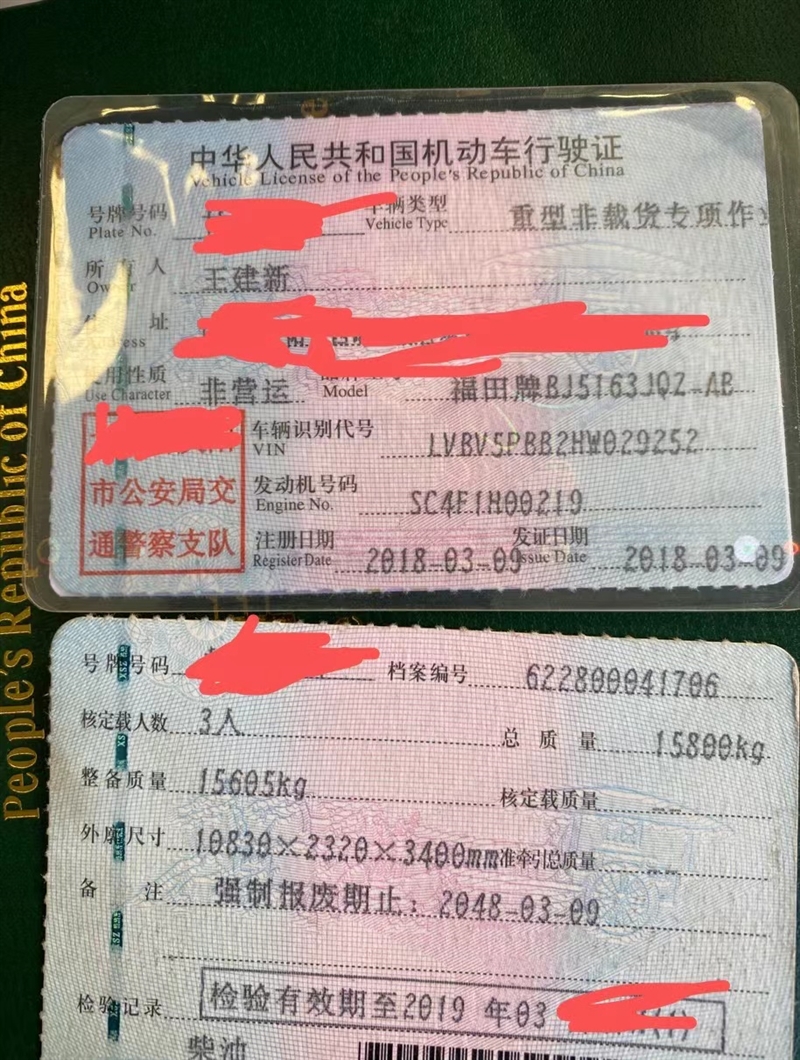 People's Republic of China
中华人民共和国机动车行驶证
Vehicle License of the People's Republic of China
号牌号码 车辆类型 重型非载货专项作
Plate No. Vehicle Type
所有人 王建新
Owner
址
使用性质 非营运
Use Character Model 福田牌BJ5163JQZ-AB
车辆识别代号 LVBV5PBB2HW029252
VIN
市公安局交
通警察支队
发动机号码 SC4F1H00219
Engine No.
注册日期 2018-03-09 发证日期 2018-03-09
Register Date Issue Date
号牌号码 档案编号 622800041706
核定载人数 3人 总质量 15800kg
整备质量 15605kg 核定载质量 --
外廓尺寸 10830×2320×3400mm 准牵引总质量 --
备注 强制报废期止：2048-03-09
检验记录 检验有效期至2019年03
柴油